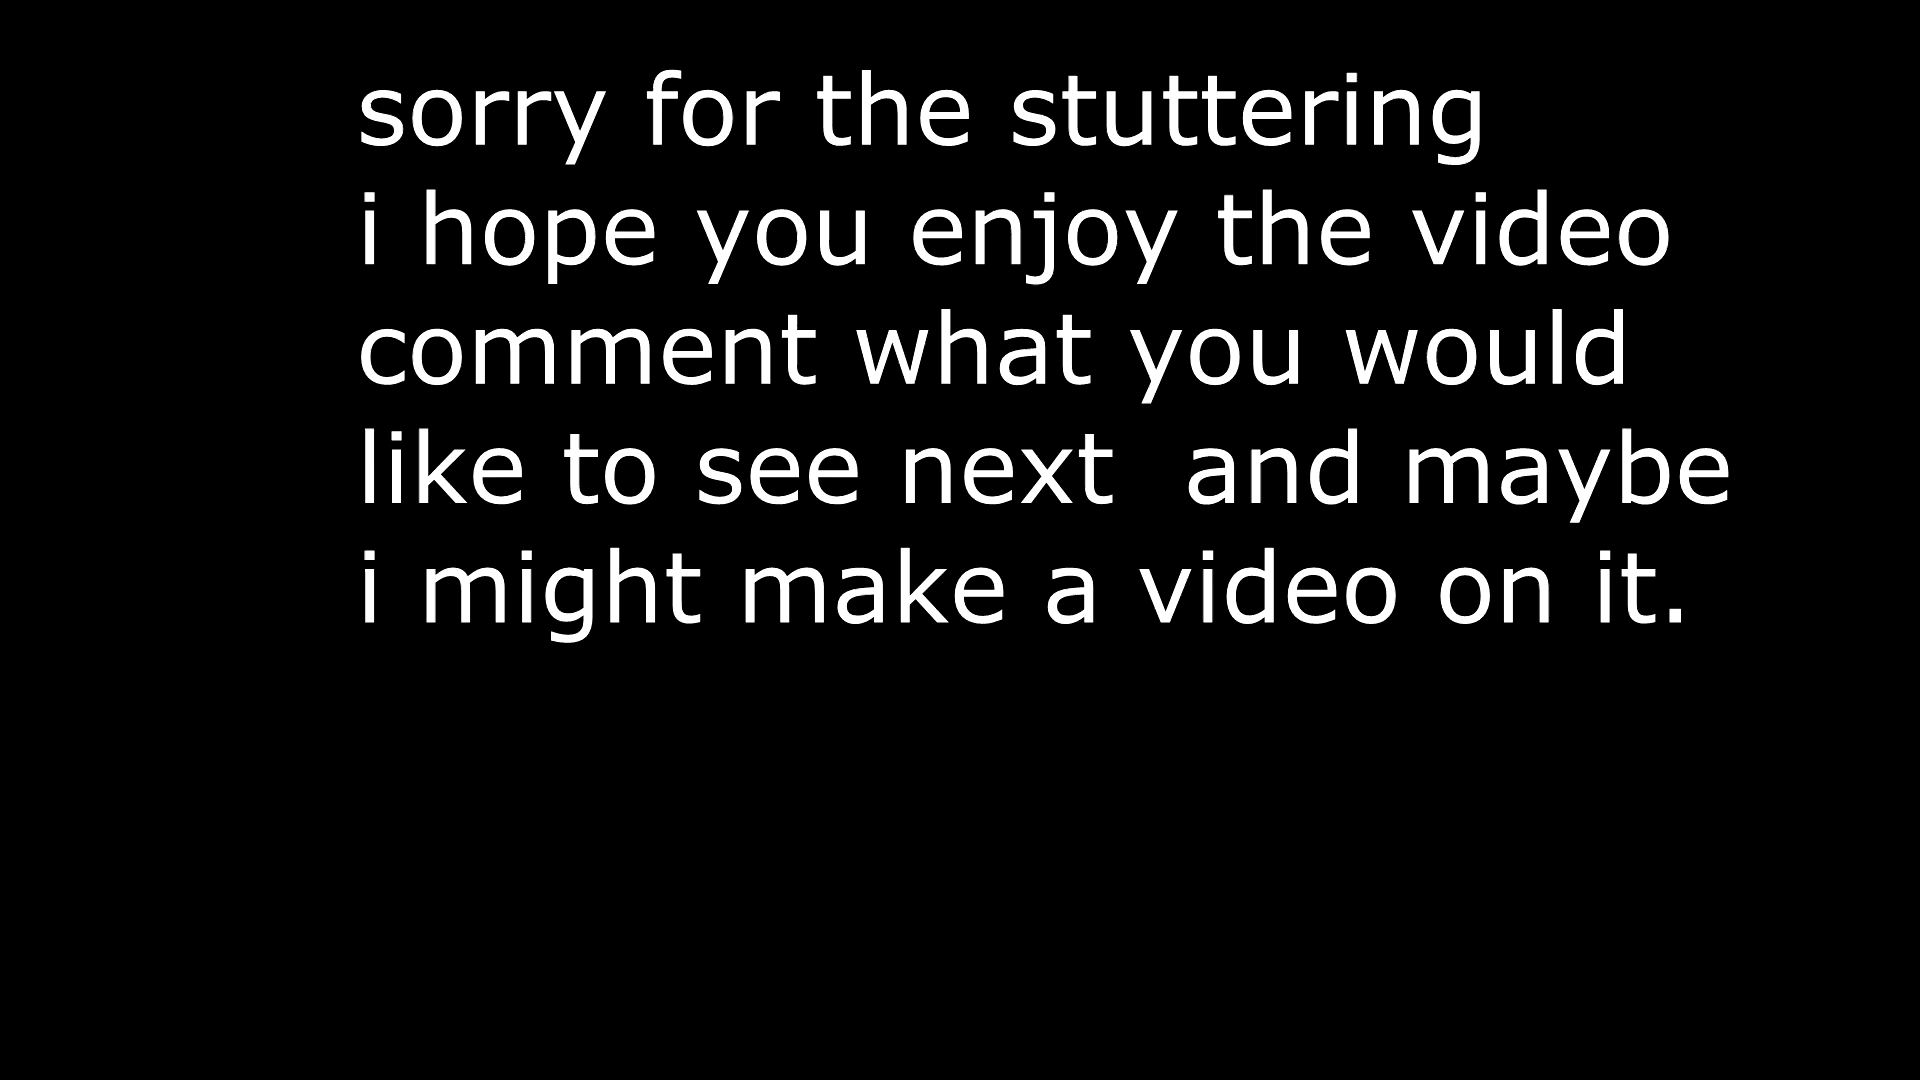 sorry for the stuttering
i hope you enjoy the video
comment what you would
like to see next  and maybe
i might make a video on it.